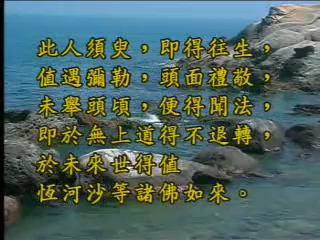 此人須臾，即得往生，
值遇彌勒，頭面禮敬，
未舉頭頃，便得聞法，
即於無上道得不退轉，
於未來世得值
恆河沙等諸佛如來。